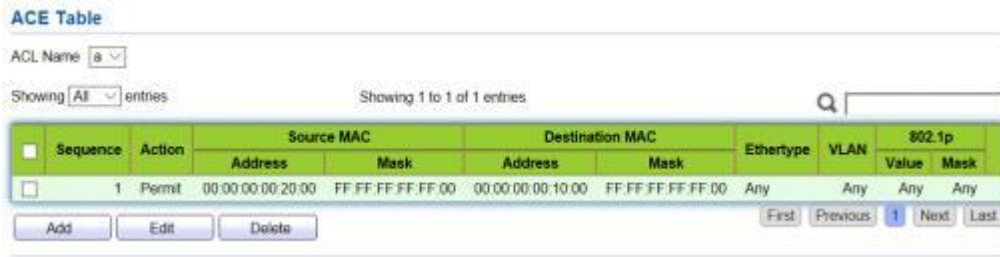 ACE Table
ACL Name a
Showing All entries Showing 1 to 1 of 1 entries
Sequence Action Source MAC Destination MAC Ethertype VLAN 802.1p
Address Mask Address Mask Value Mask
1 Permit 00:00:00:00:20:00 FF:FF:FF:FF:FF:00 00:00:00:00:10:00 FF:FF:FF:FF:FF:00 Any Any Any Any
Add Edit Delete First Previous 1 Next Last